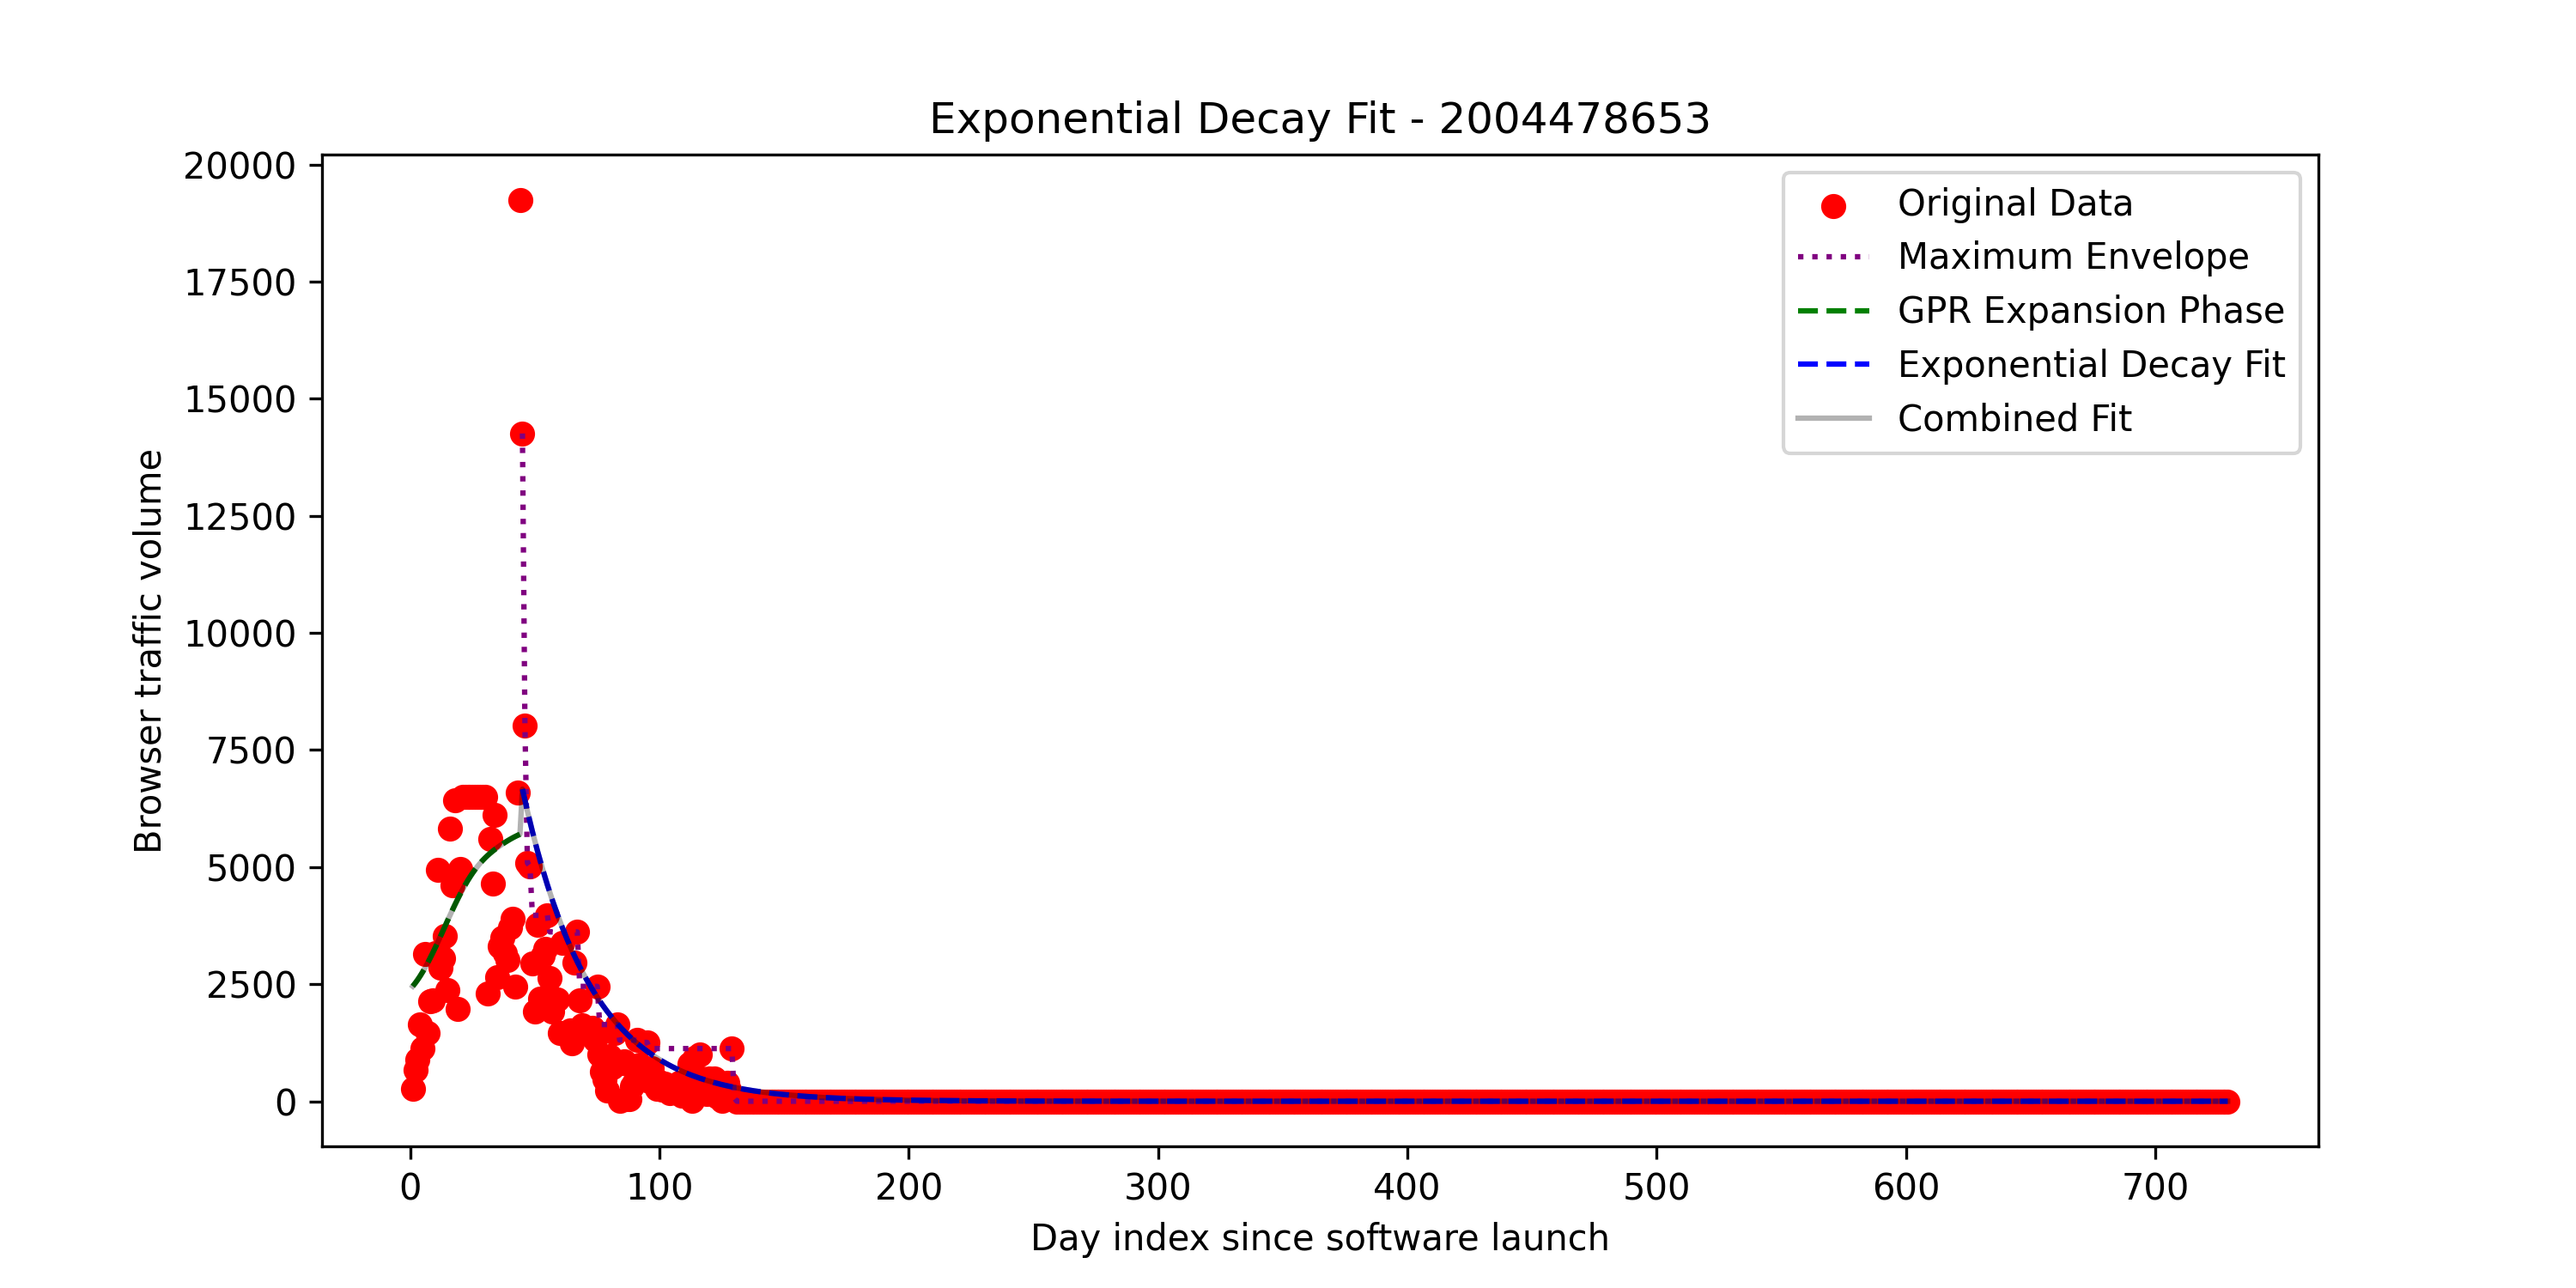 Exponential Decay Fit - 2004478653
Browser traffic volume
20000
17500
15000
12500
10000
7500
5000
2500
0
Original Data
Maximum Envelope
GPR Expansion Phase
Exponential Decay Fit
Combined Fit
0 100 200 300 400 500 600 700
Day index since software launch